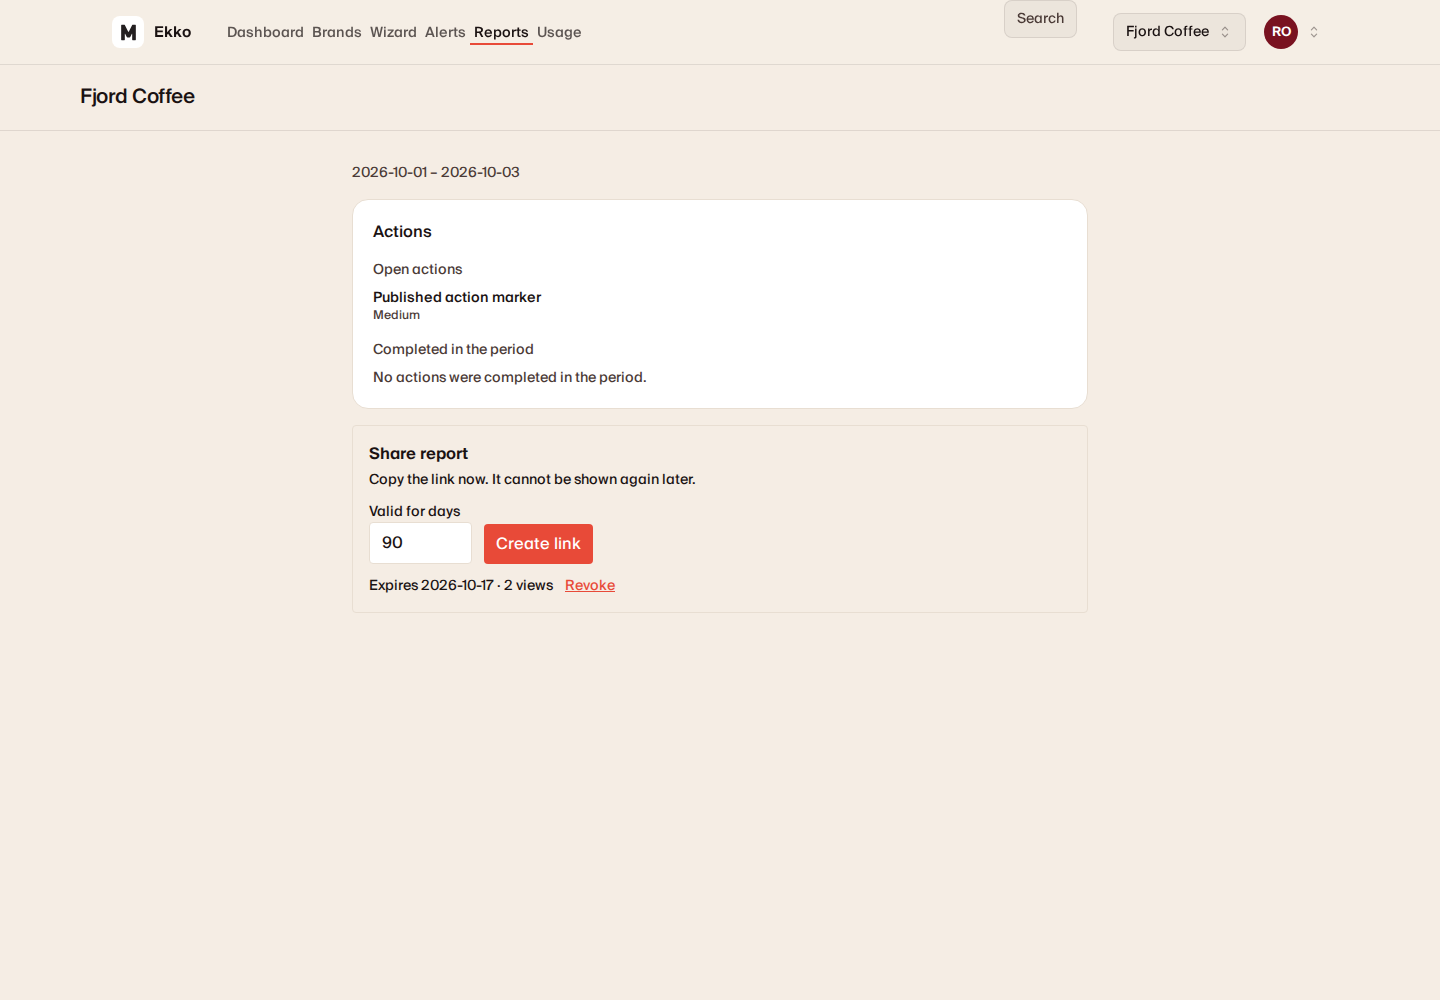 M Ekko Dashboard Brands Wizard Alerts Reports Usage Search Fjord Coffee RO
Fjord Coffee
2026-10-01 – 2026-10-03
Actions
Open actions
Published action marker
Medium
Completed in the period
No actions were completed in the period.
Share report
Copy the link now. It cannot be shown again later.
Valid for days
90 Create link
Expires 2026-10-17 · 2 views Revoke